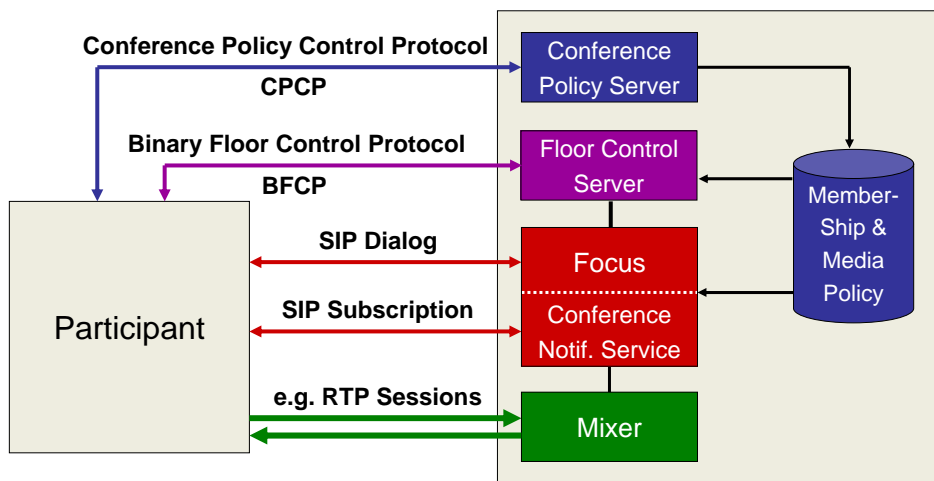 Conference Policy Control Protocol
CPCP
Conference
Policy Server
Binary Floor Control Protocol
BFCP
Floor Control
Server
Member-
Ship &
Media
Policy
SIP Dialog
Focus
Participant
SIP Subscription
Conference
Notif. Service
e.g. RTP Sessions
Mixer